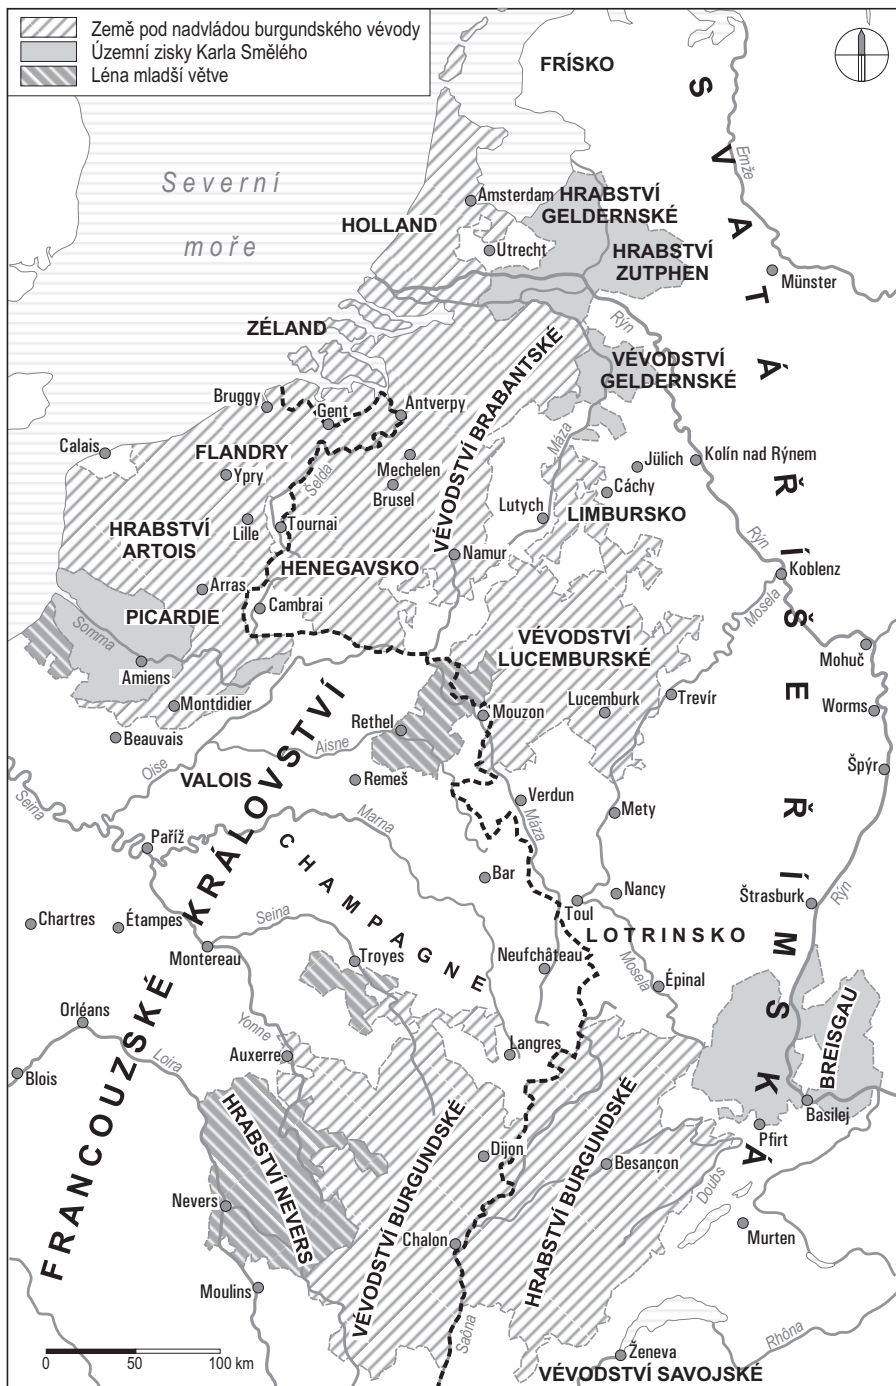 Země pod nadvládou burgundského vévody
Územní zisky Karla Smělého
Léna mladší větve
FRÍSKO
SVATÁ ŘÍŠE ŘÍMSKÁ
Emže
Severní
moře
Amsterdam
HRABSTVÍ
GELDERNSKÉ
HOLLAND
Utrecht
HRABSTVÍ
ZUTPHEN
Münster
ZÉLAND
Rýn
VÉVODSTVÍ
GELDERNSKÉ
VÉVODSTVÍ BRABANTSKÉ
Bruggy
Gent
Antverpy
Calais
FLANDRY
Ypry
Šelda
Mechelen
Brusel
Máza
Jülich
Kolín nad Rýnem
Cáchy
Lutych
LIMBURSKO
HRABSTVÍ
ARTOIS
Lille
Tournai
Rýn
HENEGAVSKO
Namur
Koblenz
Arras
Cambrai
Mosela
PICARDIE
Somma
Amiens
VÉVODSTVÍ
LUCEMBURSKÉ
Mohuč
Montdidier
Lucemburk
Trevír
Worms
Mouzon
Rethel
Beauvais
Aisne
Oise
VALOIS
Remeš
Špýr
Seina
Verdun
Máza
Mety
Marna
Paříž
FRANCOUZSKÉ KRÁLOVSTVÍ
CHAMPAGNE
Bar
Nancy
Toul
Štrasburk
Rýn
Chartres
Étampes
Seina
Montereau
Troyes
LOTRINSKO
Neufchâteau
Mosela
Épinal
Orléans
Yonne
Loira
Blois
Auxerre
Langres
BREISGAU
Basilej
Pfirt
HRABSTVÍ NEVERS
VÉVODSTVÍ BURGUNDSKÉ
Dijon
HRABSTVÍ BURGUNDSKÉ
Besançon
Doubs
Nevers
Murten
Chalon
Moulins
Saôna
Ženeva
Rhôna
VÉVODSTVÍ SAVOJSKÉ
0 50 100 km